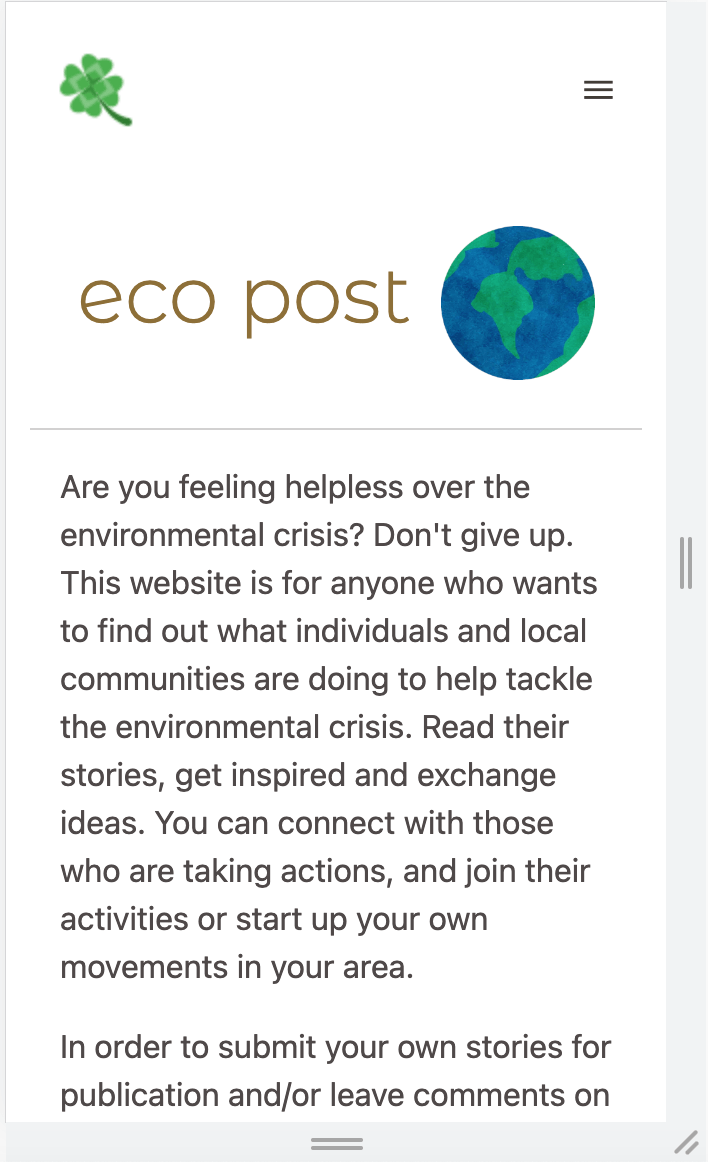 eco post
Are you feeling helpless over the
environmental crisis? Don't give up.
This website is for anyone who wants
to find out what individuals and local
communities are doing to help tackle
the environmental crisis. Read their
stories, get inspired and exchange
ideas. You can connect with those
who are taking actions, and join their
activities or start up your own
movements in your area.
In order to submit your own stories for
publication and/or leave comments on